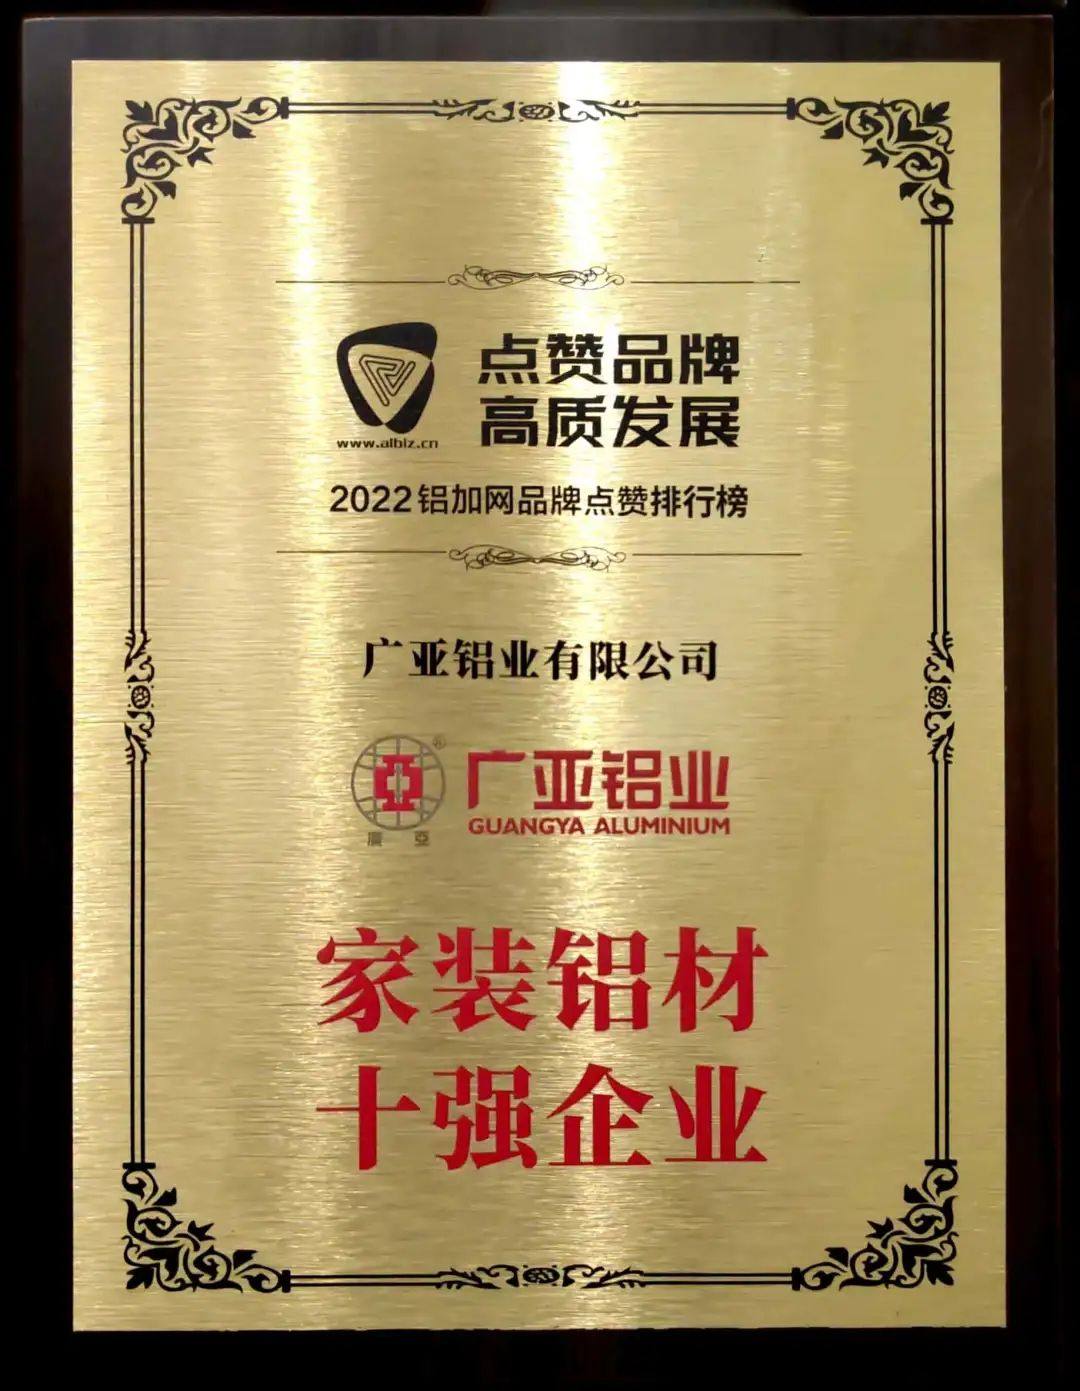 点赞品牌
高质发展
www.albiz.cn
2022铝加网品牌点赞排行榜
广亚铝业有限公司
®
广亚铝业
GUANGYA ALUMINIUM
廣 亞
家装铝材
十强企业